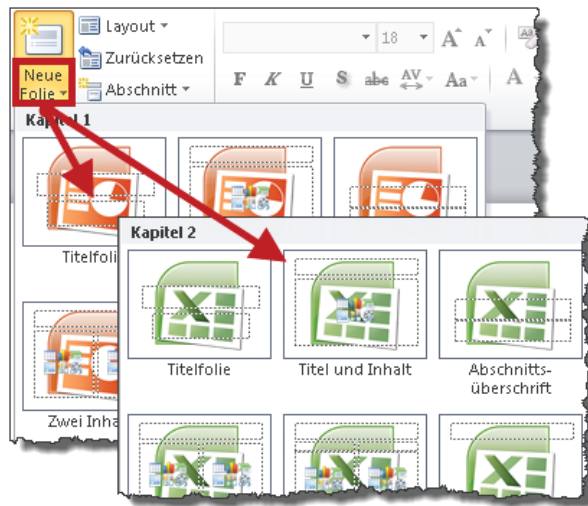 Layout
Zurücksetzen
Abschnitt
Neue
Folie
18 A A Aa
F K U S abc AV Aa A
Kapitel 1
Titelfoli
Zwei Inha
Kapitel 2
Titelfolie
Titel und Inhalt
Abschnitts-
überschrift